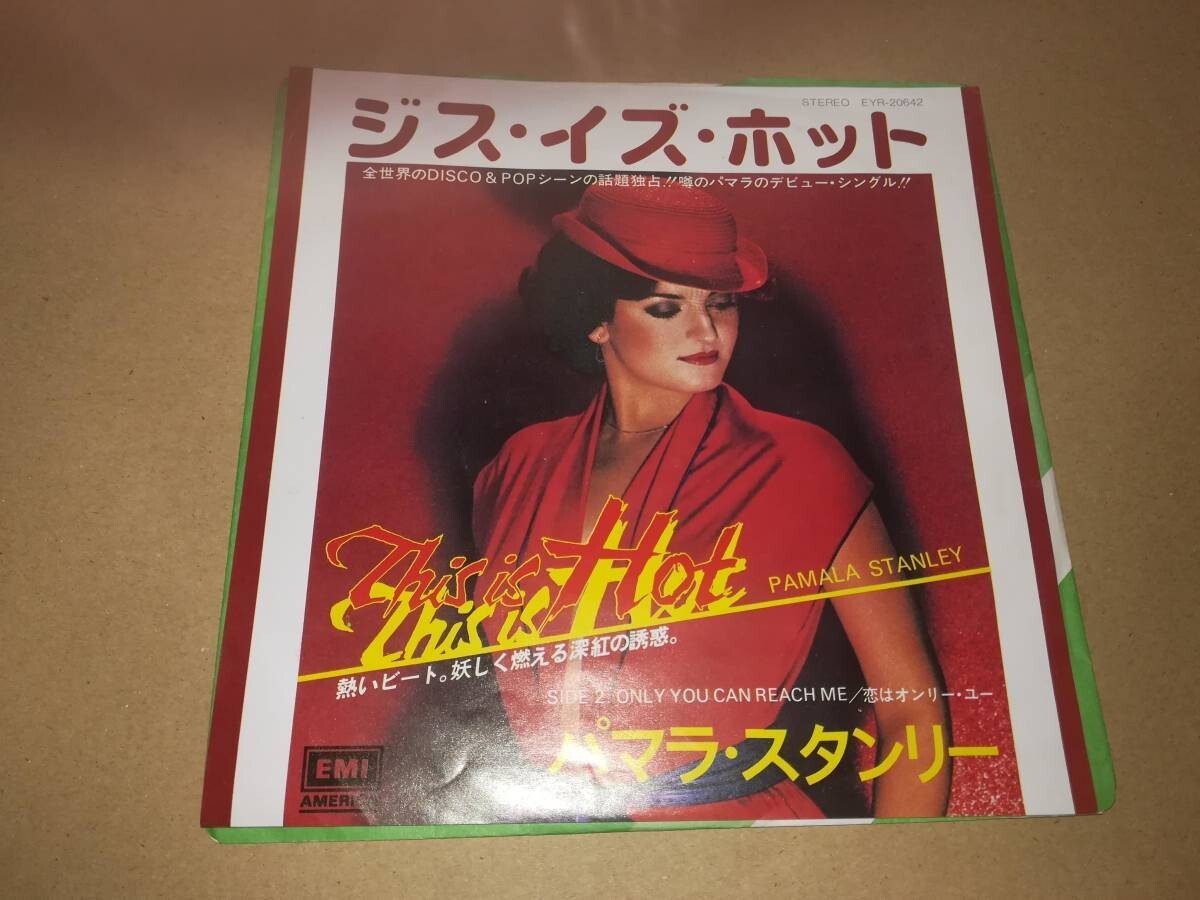 STEREO EYR-20642
ジス・イズ・ホット
全世界のDISCO & POPシーンの話題独占!!噂のパマラのデビュー・シングル!!
This is Hot
This is
PAMALA STANLEY
熱いビート。妖しく燃える深紅の誘惑。
SIDE 2 ONLY YOU CAN REACH ME/恋はオンリー・ユー
パマラ・スタンリー
EMI
AMERICA